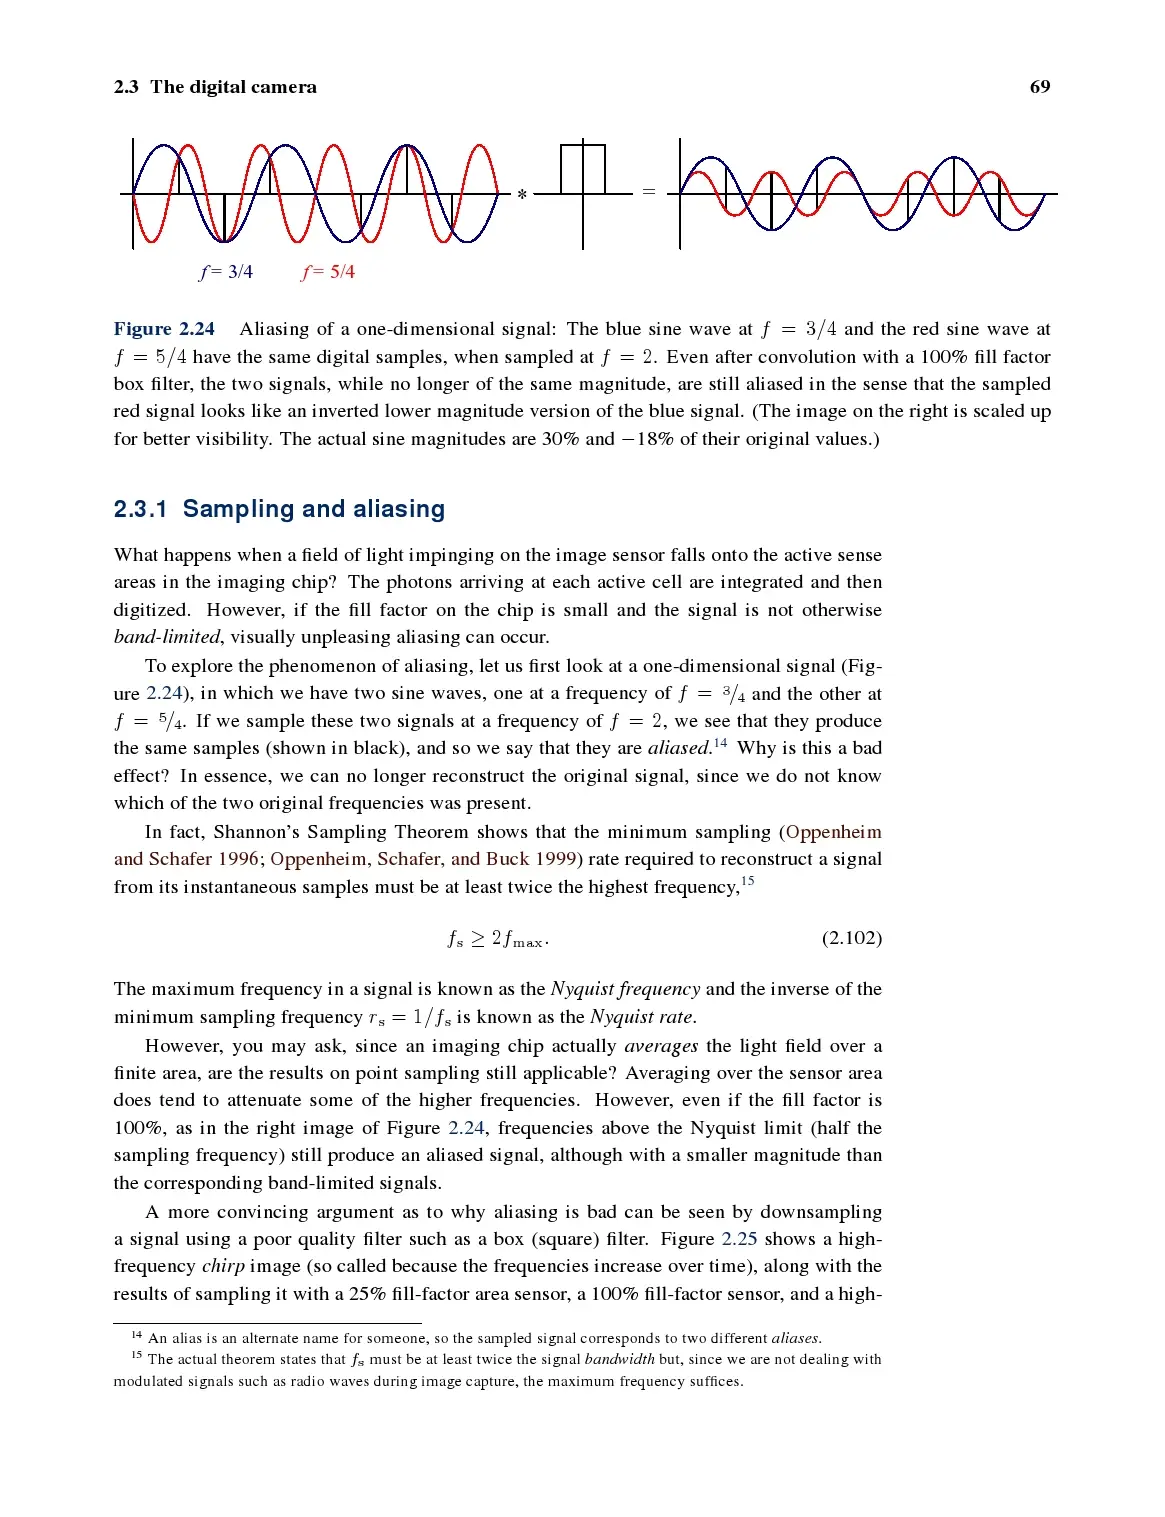 2.3 The digital camera 69
* =
f = 3/4 f = 5/4
Figure 2.24 Aliasing of a one-dimensional signal: The blue sine wave at f = 3/4 and the red sine wave at
f = 5/4 have the same digital samples, when sampled at f = 2. Even after convolution with a 100% fill factor
box filter, the two signals, while no longer of the same magnitude, are still aliased in the sense that the sampled
red signal looks like an inverted lower magnitude version of the blue signal. (The image on the right is scaled up
for better visibility. The actual sine magnitudes are 30% and −18% of their original values.)
2.3.1 Sampling and aliasing
What happens when a field of light impinging on the image sensor falls onto the active sense
areas in the imaging chip? The photons arriving at each active cell are integrated and then
digitized. However, if the fill factor on the chip is small and the signal is not otherwise
band-limited, visually unpleasing aliasing can occur.
To explore the phenomenon of aliasing, let us first look at a one-dimensional signal (Fig-
ure 2.24), in which we have two sine waves, one at a frequency of f = 3/4 and the other at
f = 5/4. If we sample these two signals at a frequency of f = 2, we see that they produce
the same samples (shown in black), and so we say that they are aliased.14 Why is this a bad
effect? In essence, we can no longer reconstruct the original signal, since we do not know
which of the two original frequencies was present.
In fact, Shannon's Sampling Theorem shows that the minimum sampling (Oppenheim
and Schafer 1996; Oppenheim, Schafer, and Buck 1999) rate required to reconstruct a signal
from its instantaneous samples must be at least twice the highest frequency,15
fs ≥ 2fmax. (2.102)
The maximum frequency in a signal is known as the Nyquist frequency and the inverse of the
minimum sampling frequency rs = 1/fs is known as the Nyquist rate.
However, you may ask, since an imaging chip actually averages the light field over a
finite area, are the results on point sampling still applicable? Averaging over the sensor area
does tend to attenuate some of the higher frequencies. However, even if the fill factor is
100%, as in the right image of Figure 2.24, frequencies above the Nyquist limit (half the
sampling frequency) still produce an aliased signal, although with a smaller magnitude than
the corresponding band-limited signals.
A more convincing argument as to why aliasing is bad can be seen by downsampling
a signal using a poor quality filter such as a box (square) filter. Figure 2.25 shows a high-
frequency chirp image (so called because the frequencies increase over time), along with the
results of sampling it with a 25% fill-factor area sensor, a 100% fill-factor sensor, and a high-
14 An alias is an alternate name for someone, so the sampled signal corresponds to two different aliases.
15 The actual theorem states that fs must be at least twice the signal bandwidth but, since we are not dealing with
modulated signals such as radio waves during image capture, the maximum frequency suffices.